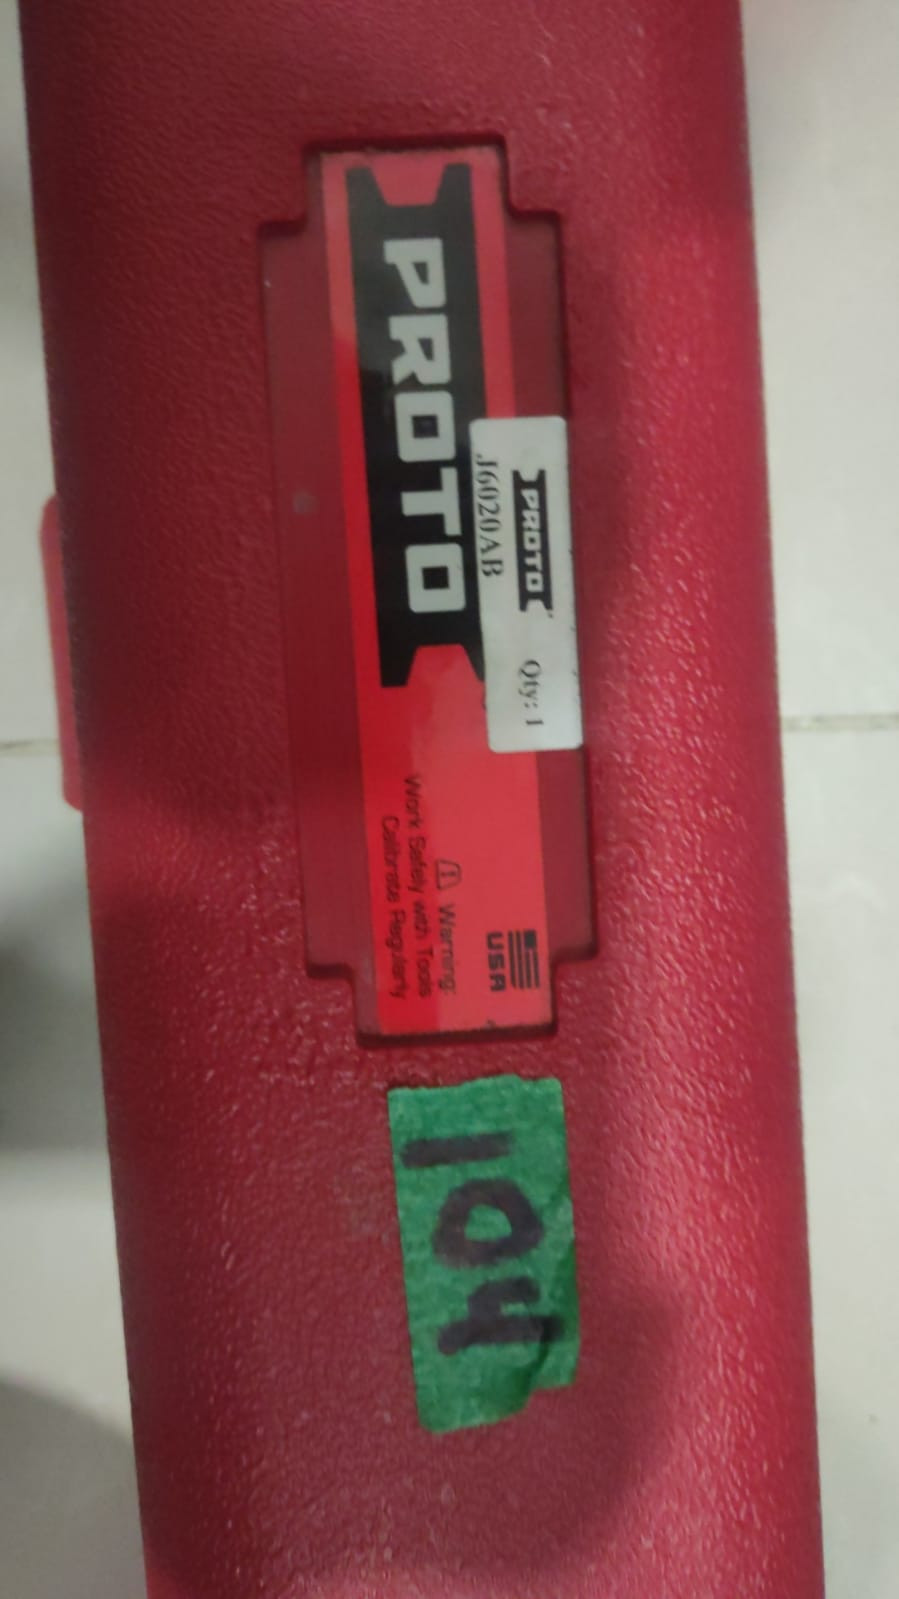 PROTO
PROTO
J6020AB
Qty: 1
USA
Warning:
Work Safely with Tools
Calibrate Regularly
104